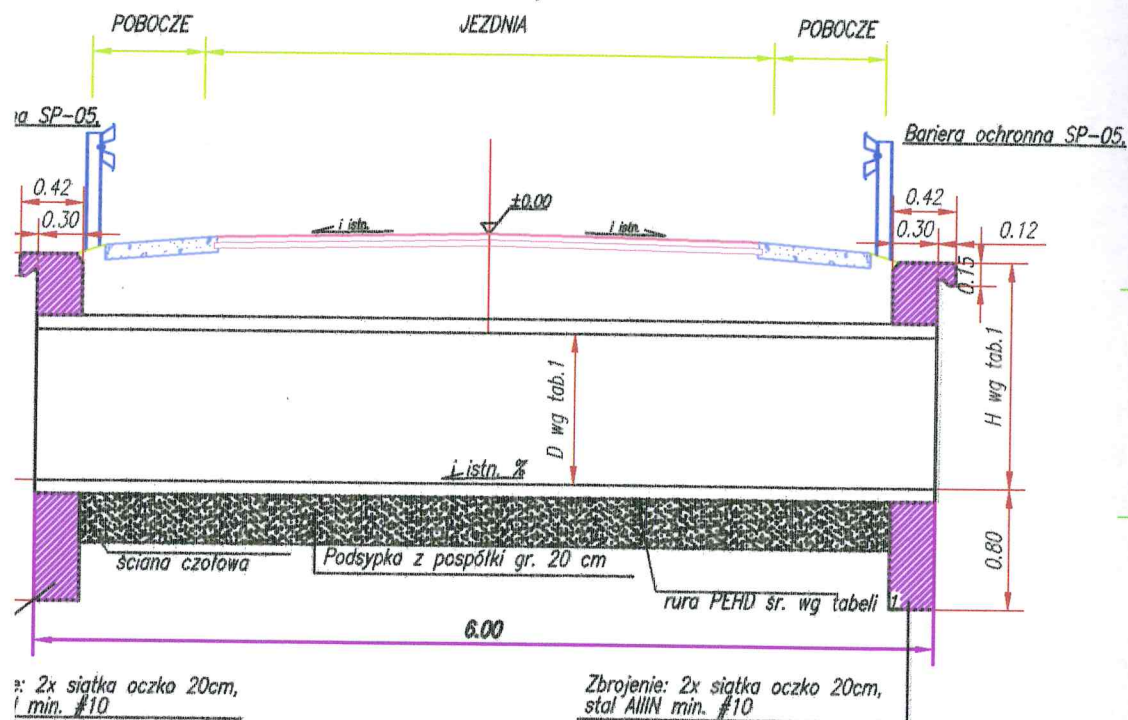 POBOCZE
JEZDNIA
POBOCZE
SP-05,
Bariera ochronna SP-05,
0.42
0.30
±0.00
i istn.
i istn.
0.42
0.30
0.12
0.15
D wg tab.1
H wg tab.1
i istn. %
ściana czołowa
Podsypka z pospółki gr. 20 cm
rura PEHD śr. wg tabeli 1.
0.80
6.00
2x siatka oczko 20cm,
min. #10
Zbrojenie: 2x siatka oczko 20cm,
stal AIIIN min. #10